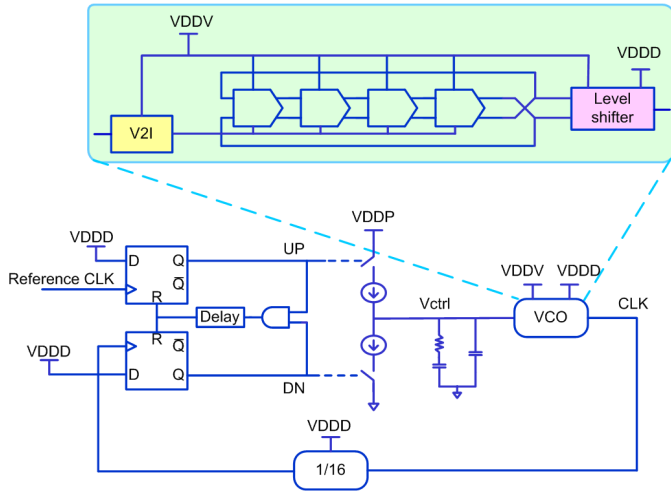 VDDV
VDDD
V2I
Level
shifter
VDDP
VDDD
D
Q
UP
Q
Reference CLK
R
Delay
Vctrl
VDDV
VDDD
VCO
CLK
R
Q
VDDD
D
Q
DN
VDDD
1/16